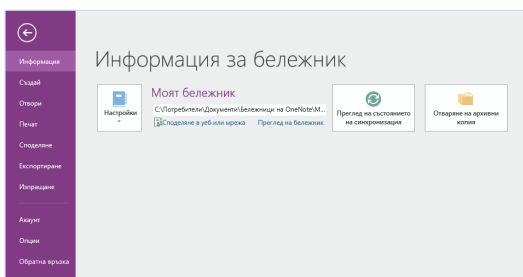 Информация
Създай
Отвори
Печат
Споделяне
Експортиране
Изпращане
Акаунт
Опции
Обратна връзка
Информация за бележник
Настройки
Моят бележник
C:\Потребители\Документи\Бележници на OneNote\М...
Споделяне в уеб или мрежа Преглед на бележник
Преглед на състоянието
на синхронизация
Отваряне на архивни
копия